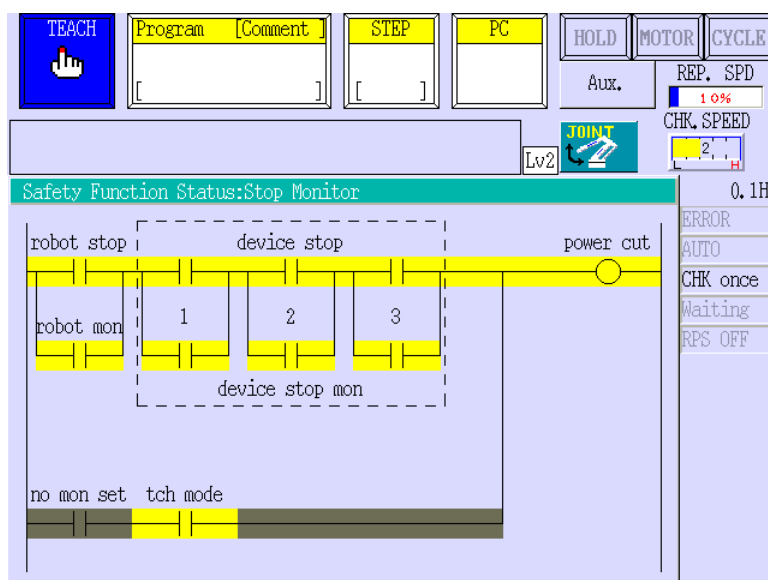 TEACH
Program [Comment ]
STEP
PC
HOLD
MOTOR
CYCLE
[ ]
[ ]
Aux.
REP. SPD
10%
CHK.SPEED
2
L H
Lv2
JOINT
Safety Function Status:Stop Monitor
0.1H
ERROR
AUTO
CHK once
Waiting
RPS OFF
robot stop
device stop
power cut
robot mon
1
2
3
device stop mon
no mon set
tch mode